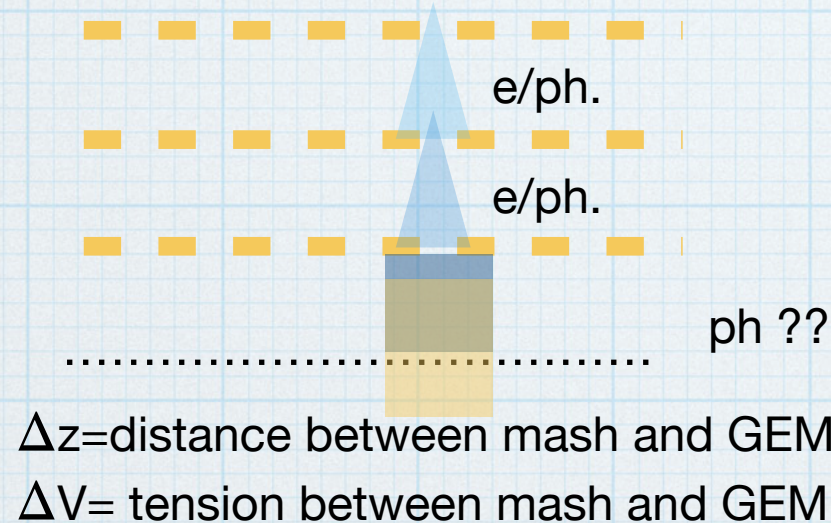 e/ph.
e/ph.
ph ??
Δz=distance between mash and GEM
ΔV= tension between mash and GEM